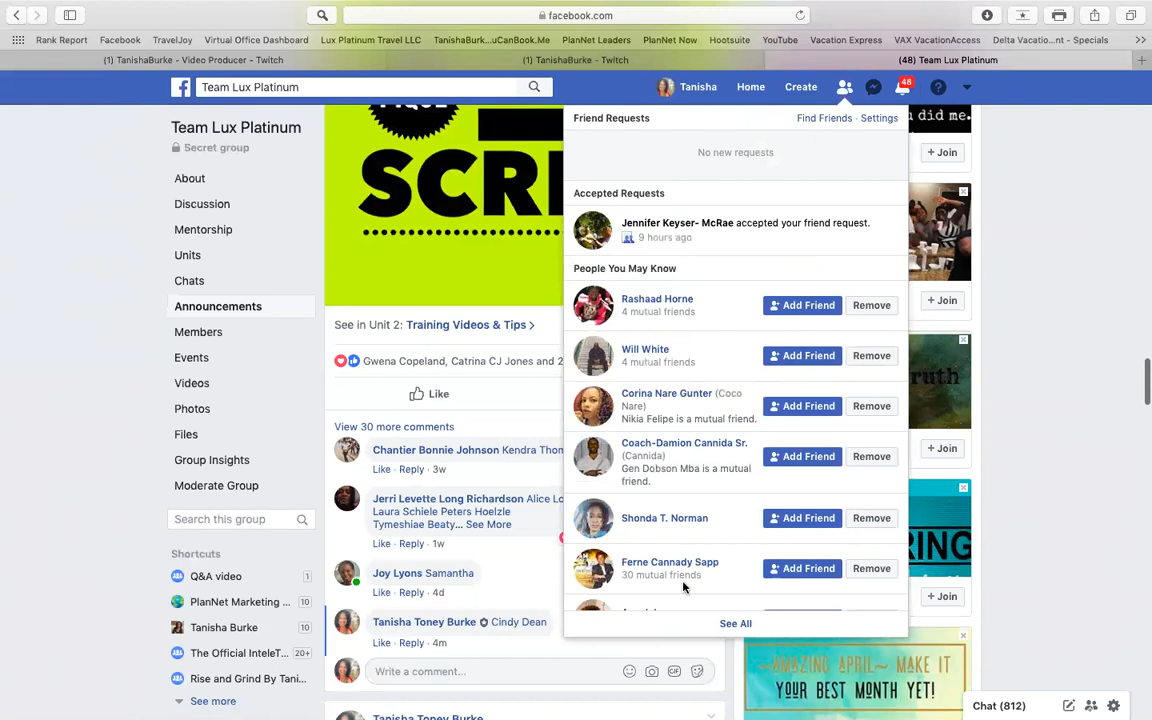 facebook.com
Rank Report
Facebook
TravelJoy
Virtual Office Dashboard
Lux Platinum Travel LLC
TanishaBurk...uCanBook.Me
PlanNet Leaders
PlanNet Now
Hootsuite
YouTube
Vacation Express
VAX VacationAccess
Delta Vacatio...nt - Specials
(1) TanishaBurke - Video Producer - Twitch
(1) TanishaBurke - Twitch
(48) Team Lux Platinum
Team Lux Platinum
Tanisha
Home
Create
48
Team Lux Platinum
Secret group
About
Discussion
Mentorship
Units
Chats
Announcements
Members
Events
Videos
Photos
Files
Group Insights
Moderate Group
Search this group
Shortcuts
Q&A video 1
PlanNet Marketing ... 10
Tanisha Burke 10
The Official InteleT... 20+
Rise and Grind By Tani...
See more
SCRI
See in Unit 2: Training Videos & Tips
Gwena Copeland, Catrina CJ Jones and 2
Like
View 30 more comments
Chantier Bonnie Johnson Kendra Thom
Like · Reply · 3w
Jerri Levette Long Richardson Alice Lo
Laura Schiele Peters Hoelzle
Tymeshiae Beaty... See More
Like · Reply · 1w
Joy Lyons Samantha
Like · Reply · 4d
Tanisha Toney Burke Cindy Dean
Like · Reply · 4m
Write a comment...
GIF
Tanisha Toney Burke
Friend Requests
Find Friends · Settings
No new requests
Accepted Requests
Jennifer Keyser- McRae accepted your friend request.
9 hours ago
People You May Know
Rashaad Horne
4 mutual friends
Add Friend
Remove
Will White
4 mutual friends
Add Friend
Remove
Corina Nare Gunter (Coco
Nare)
Nikia Felipe is a mutual friend.
Add Friend
Remove
Coach-Damion Cannida Sr.
(Cannida)
Gen Dobson Mba is a mutual
friend.
Add Friend
Remove
Shonda T. Norman
Add Friend
Remove
Ferne Cannady Sapp
30 mutual friends
Add Friend
Remove
See All
u did me.
+ Join
+ Join
ruth
+ Join
RING
+ Join
~AMAZING APRIL~ MAKE IT
YOUR BEST MONTH YET!
Chat (812)